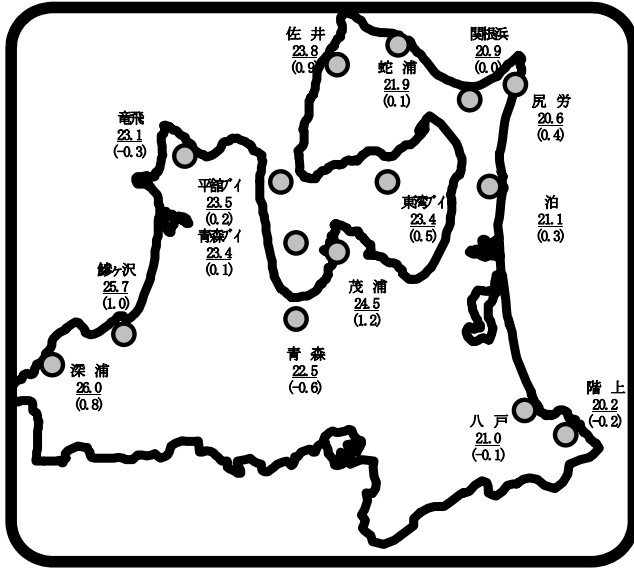 佐井
23.8
(0.9)
蛇浦
21.9
(0.1)
関根浜
20.9
(0.0)
尻労
20.6
(0.4)
竜飛
23.1
(-0.3)
平舘ブイ
23.5
(0.2)
青森ブイ
23.4
(0.1)
東湾ブイ
23.4
(0.5)
泊
21.1
(0.3)
鰺ヶ沢
25.7
(1.0)
茂浦
24.5
(1.2)
深浦
26.0
(0.8)
青森
22.5
(-0.6)
階上
20.2
(-0.2)
八戸
21.0
(-0.1)